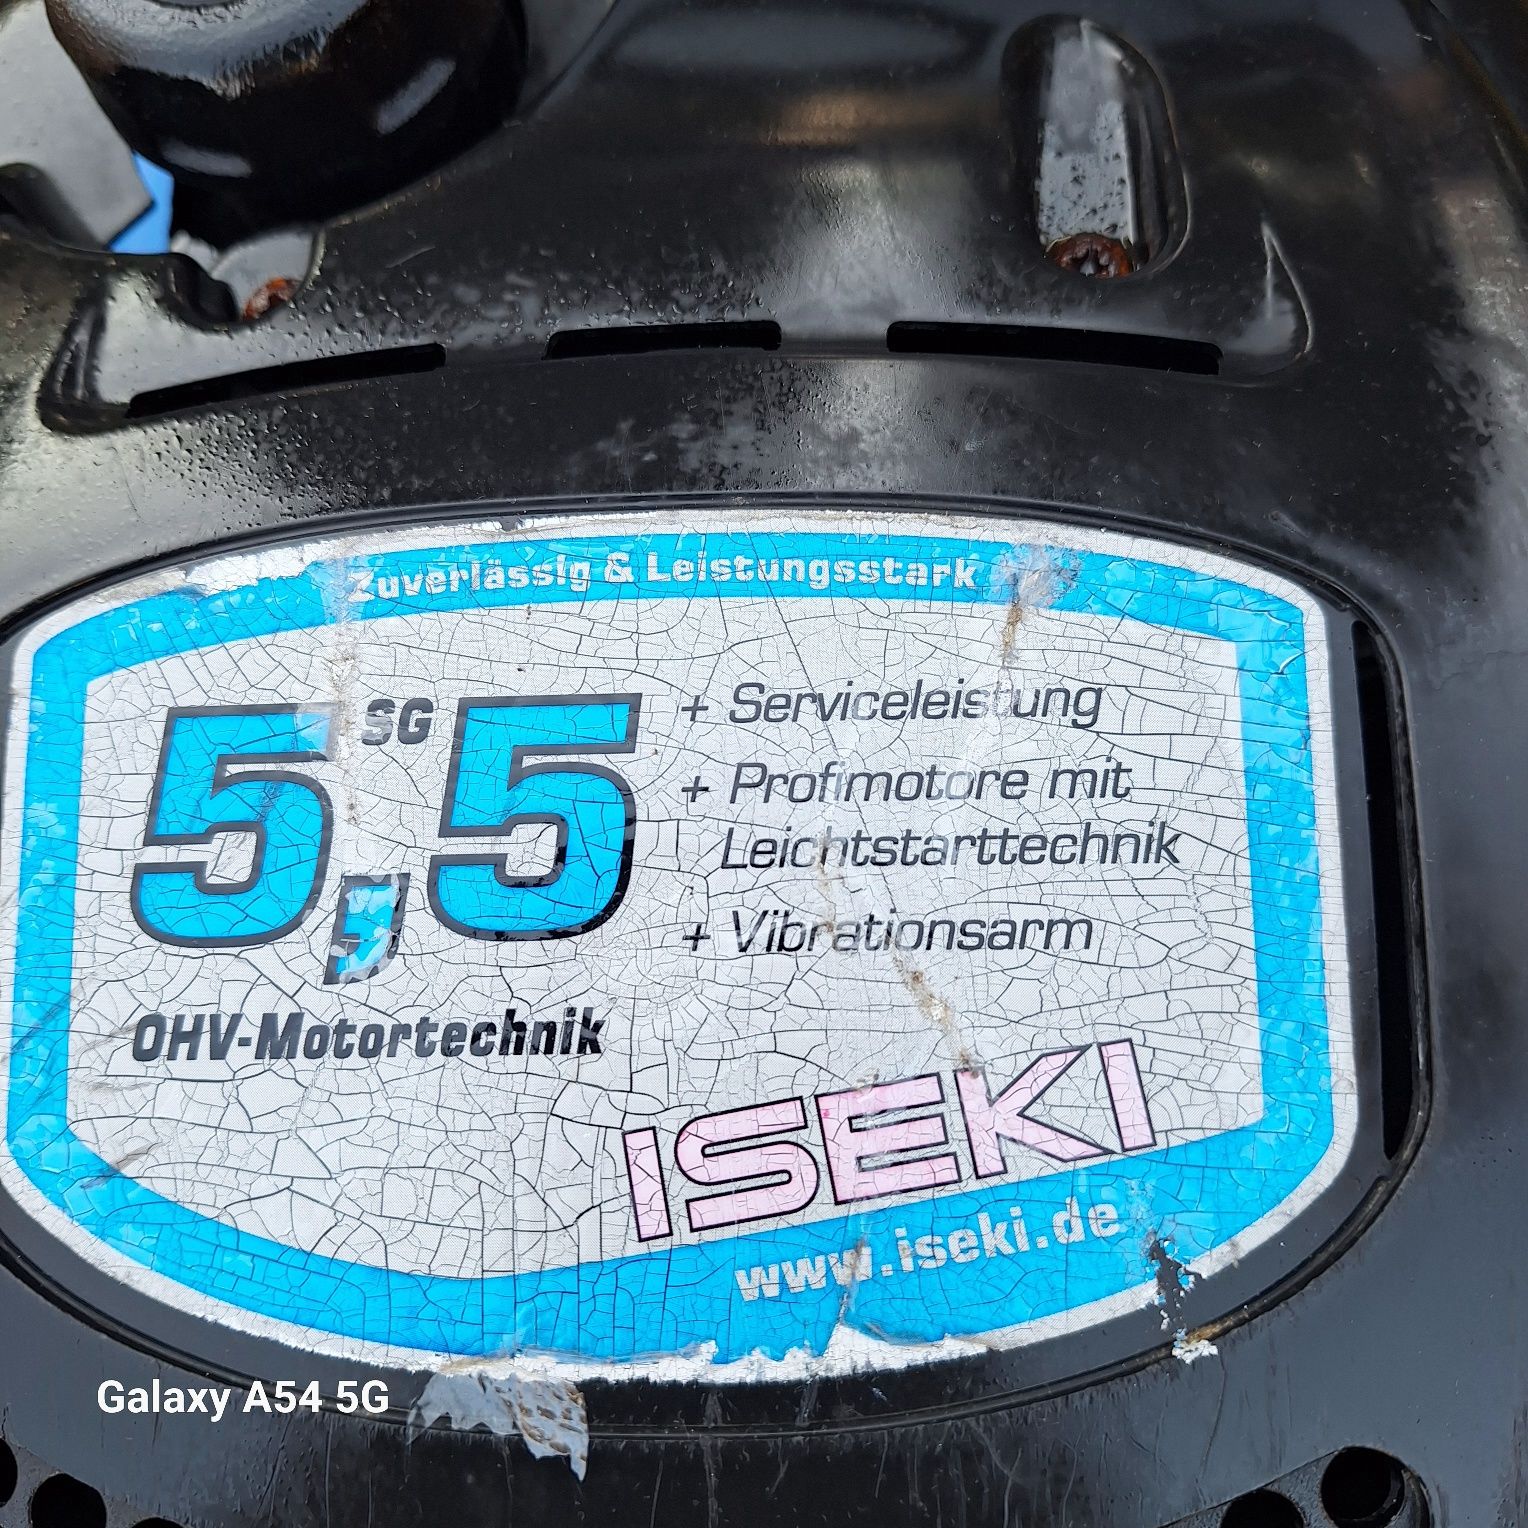 Zuverlässig & Leistungsstark
5,5 SG
OHV-Motortechnik
+ Serviceleistung
+ Profimotore mit
Leichtstarttechnik
+ Vibrationsarm
ISEKI
www.iseki.de
Galaxy A54 5G